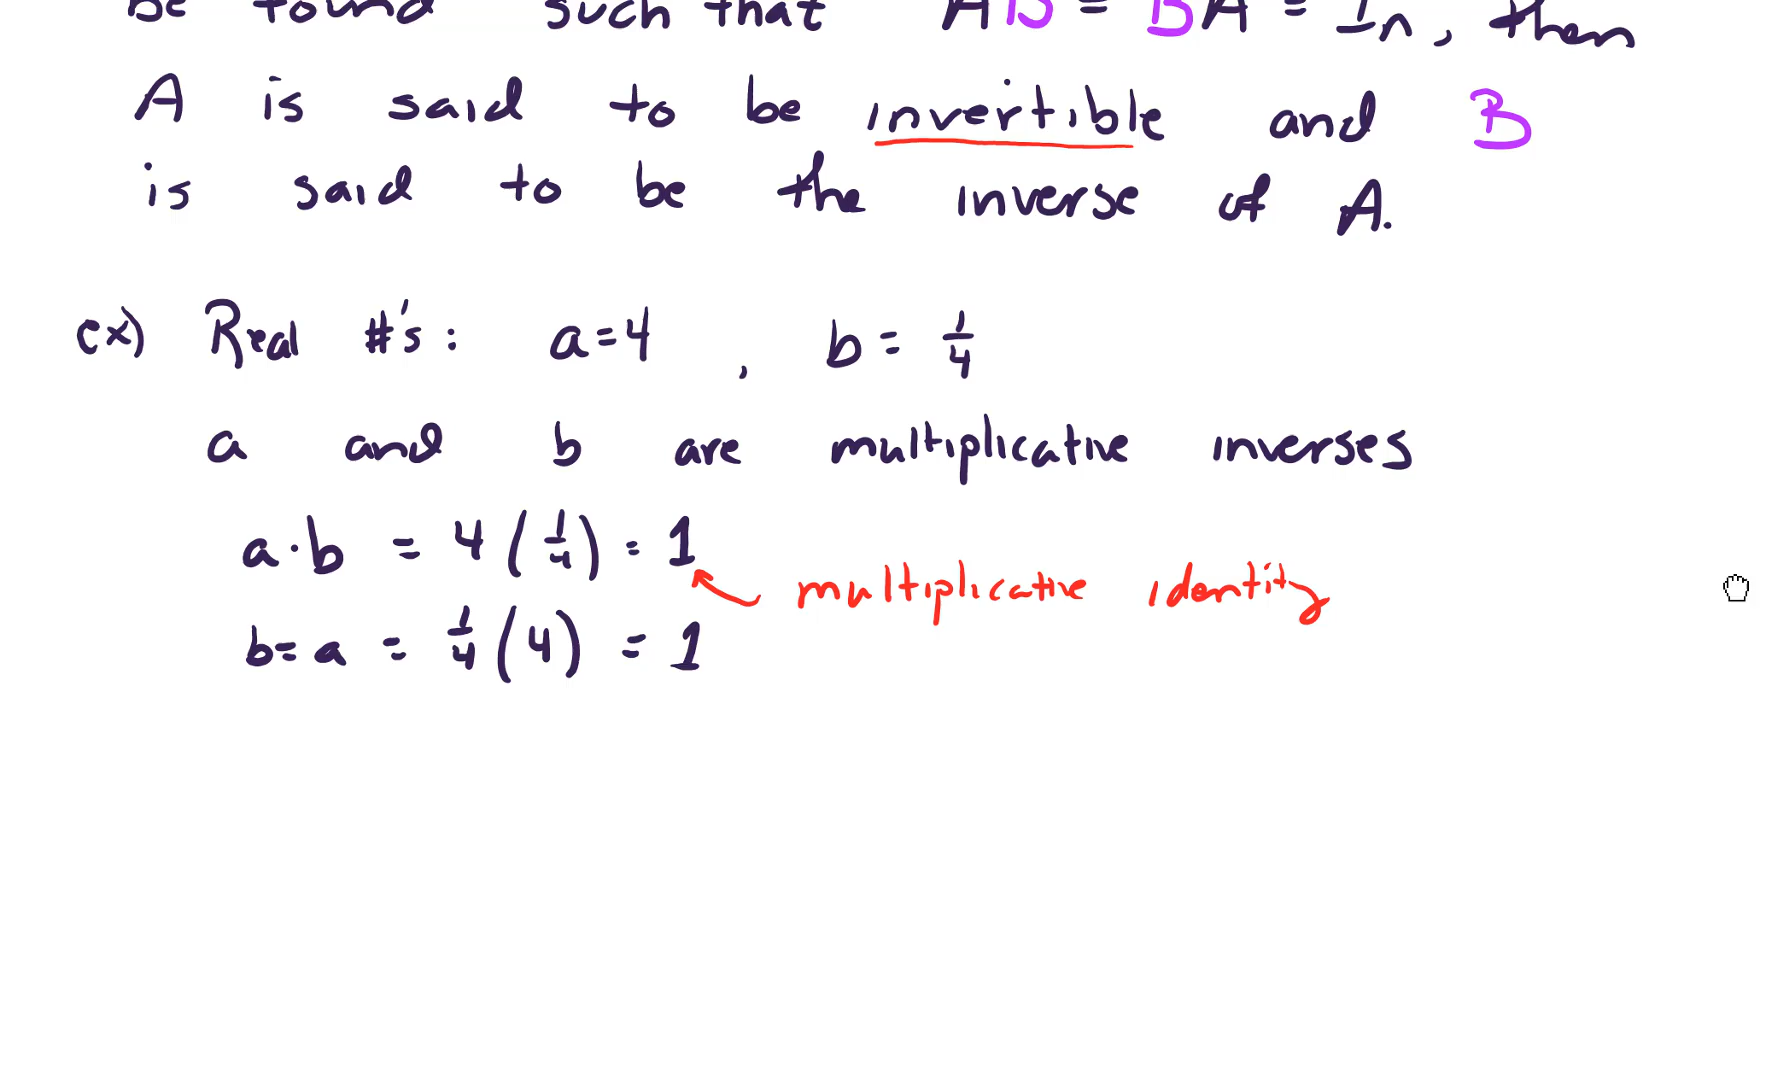 be found such that AB = BA = In, then
A is said to be invertible and B
is said to be the inverse of A.
ex) Real #'s: a=4, b= 1/4
a and b are multiplicative inverses
a·b = 4(1/4) = 1
multiplicative identity
b= a = 1/4(4) = 1